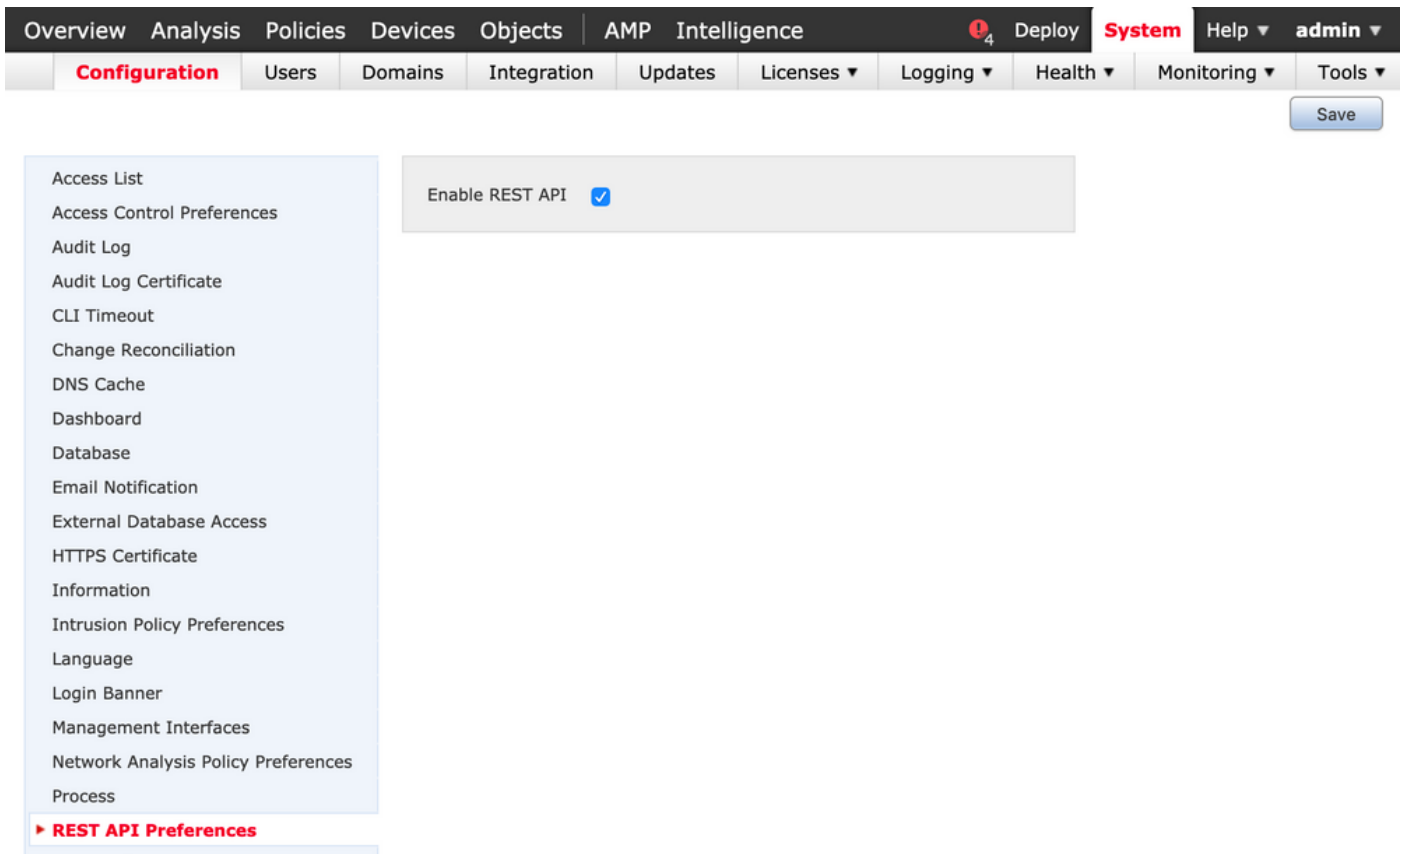 Overview Analysis Policies Devices Objects AMP Intelligence 4 Deploy System Help ▼ admin ▼
Configuration Users Domains Integration Updates Licenses ▼ Logging ▼ Health ▼ Monitoring ▼ Tools ▼
Save
Access List
Enable REST API
Access Control Preferences
Audit Log
Audit Log Certificate
CLI Timeout
Change Reconciliation
DNS Cache
Dashboard
Database
Email Notification
External Database Access
HTTPS Certificate
Information
Intrusion Policy Preferences
Language
Login Banner
Management Interfaces
Network Analysis Policy Preferences
Process
REST API Preferences